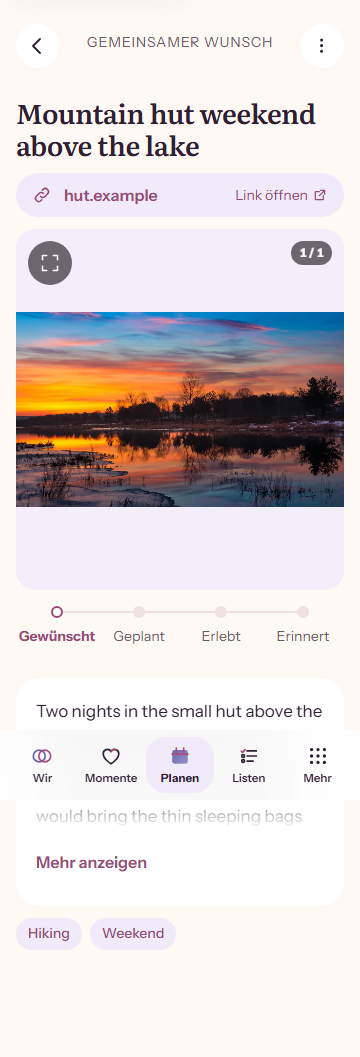 GEMEINSAMER WUNSCH
Mountain hut weekend
above the lake
hut.example
Link öffnen
1 / 1
Gewünscht
Geplant
Erlebt
Erinnert
Two nights in the small hut above the
Wir
Momente
Planen
Listen
Mehr
would bring the thin sleeping bags
Mehr anzeigen
Hiking
Weekend